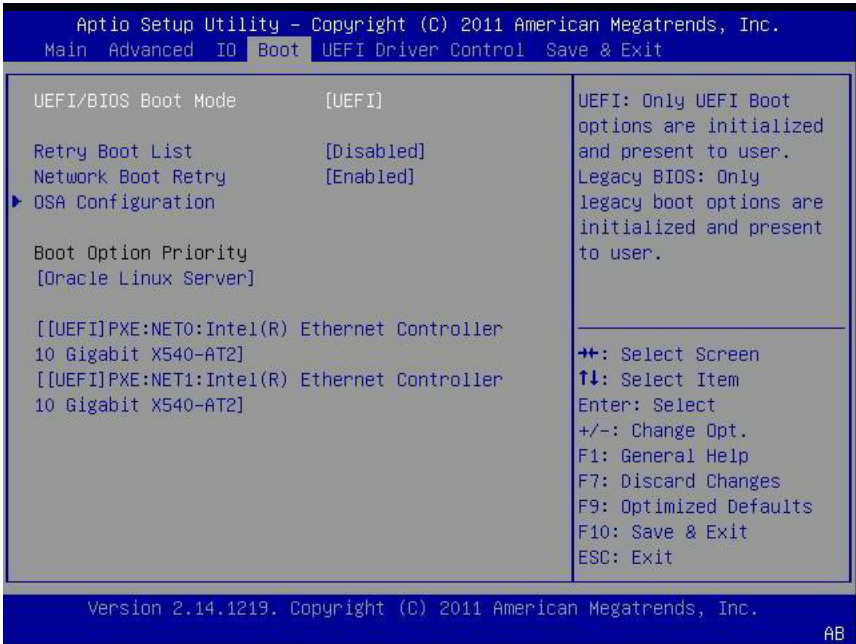 Aptio Setup Utility – Copyright (C) 2011 American Megatrends, Inc.
Main Advanced IO Boot UEFI Driver Control Save & Exit
UEFI/BIOS Boot Mode [UEFI]
Retry Boot List [Disabled]
Network Boot Retry [Enabled]
OSA Configuration
Boot Option Priority
[Oracle Linux Server]
[[UEFI]PXE:NET0:Intel(R) Ethernet Controller
10 Gigabit X540-AT2]
[[UEFI]PXE:NET1:Intel(R) Ethernet Controller
10 Gigabit X540-AT2]
UEFI: Only UEFI Boot
options are initialized
and present to user.
Legacy BIOS: Only
legacy boot options are
initialized and present
to user.
→←: Select Screen
↑↓: Select Item
Enter: Select
+/-: Change Opt.
F1: General Help
F7: Discard Changes
F9: Optimized Defaults
F10: Save & Exit
ESC: Exit
Version 2.14.1219. Copyright (C) 2011 American Megatrends, Inc.
AB